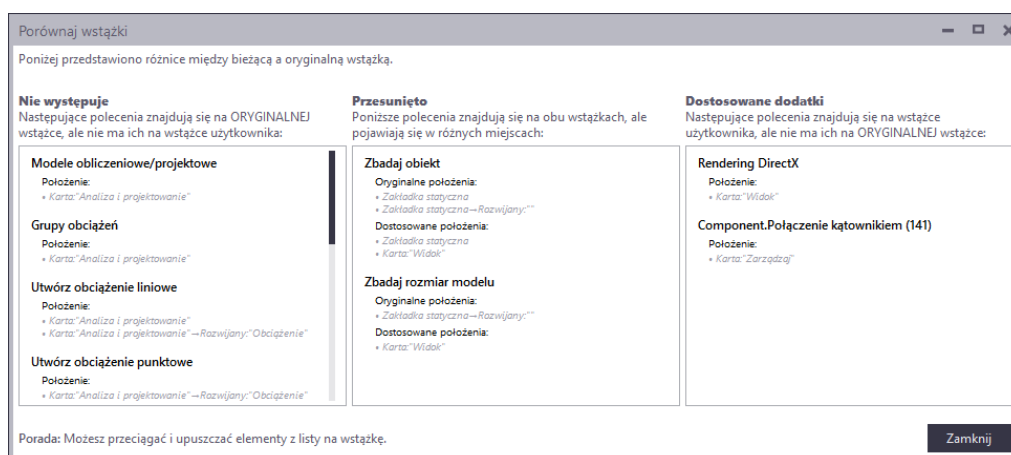 Porównaj wstążki
Poniżej przedstawiono różnice między bieżącą a oryginalną wstążką.
Nie występuje
Następujące polecenia znajdują się na ORYGINALNEJ
wstążce, ale nie ma ich na wstążce użytkownika:
Modele obliczeniowe/projektowe
Położenie:
• Karta:"Analiza i projektowanie"
Grupy obciążeń
Położenie:
• Karta:"Analiza i projektowanie"
Utwórz obciążenie liniowe
Położenie:
• Karta:"Analiza i projektowanie"
• Karta:"Analiza i projektowanie"→Rozwijany:"Obciążenie"
Utwórz obciążenie punktowe
Położenie:
• Karta:"Analiza i projektowanie"→Rozwijany:"Obciążenie"
Przesunięto
Poniższe polecenia znajdują się na obu wstążkach, ale
pojawiają się w różnych miejscach:
Zbadaj obiekt
Oryginalne położenia:
• Zakładka statyczna
• Zakładka statyczna→Rozwijany:""
Dostosowane położenia:
• Zakładka statyczna
• Karta:"Widok"
Zbadaj rozmiar modelu
Oryginalne położenia:
• Zakładka statyczna→Rozwijany:""
Dostosowane położenia:
• Karta:"Widok"
Dostosowane dodatki
Następujące polecenia znajdują się na wstążce
użytkownika, ale nie ma ich na ORYGINALNEJ wstążce:
Rendering DirectX
Położenie:
• Karta:"Widok"
Component.Połączenie kątownikiem (141)
Położenie:
• Karta:"Zarządzaj"
Porada: Możesz przeciągać i upuszczać elementy z listy na wstążkę.
Zamknij